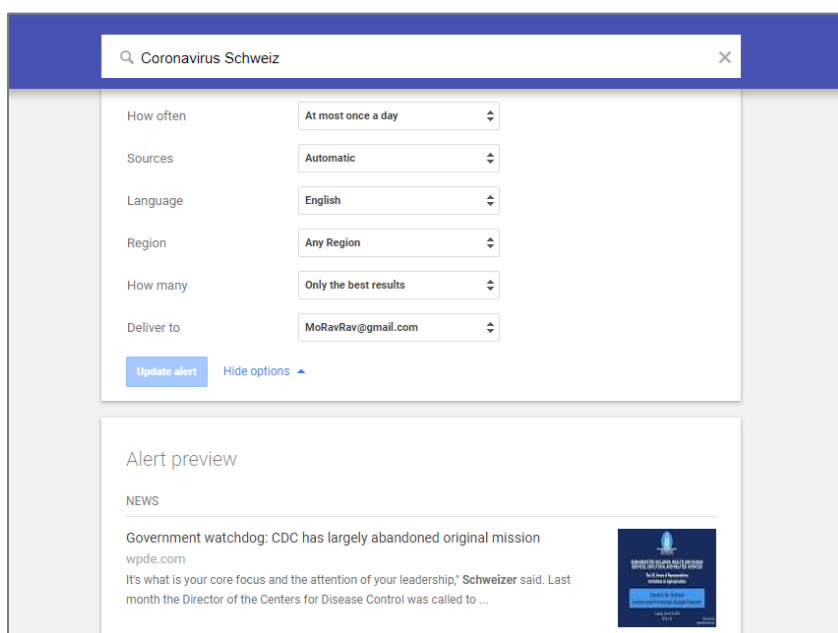 Coronavirus Schweiz
How often At most once a day
Sources Automatic
Language English
Region Any Region
How many Only the best results
Deliver to MoRavRav@gmail.com
Update alert Hide options
Alert preview
NEWS
Government watchdog: CDC has largely abandoned original mission
wpde.com
It's what is your core focus and the attention of your leadership," Schweizer said. Last
month the Director of the Centers for Disease Control was called to ...